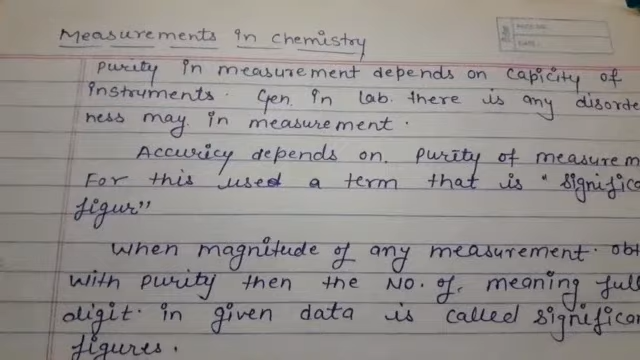 Measurements in chemistry
Purity in measurement depends on capicity of
instruments. Gen. in lab. there is any disorde
ness may in measurement.
Accuricy depends on purity of measurem
For this used a term that is "significa
figur"
When magnitude of any measurement. obt
with purity then the No. of. meaning full
digit. in given data is called significan
figures.